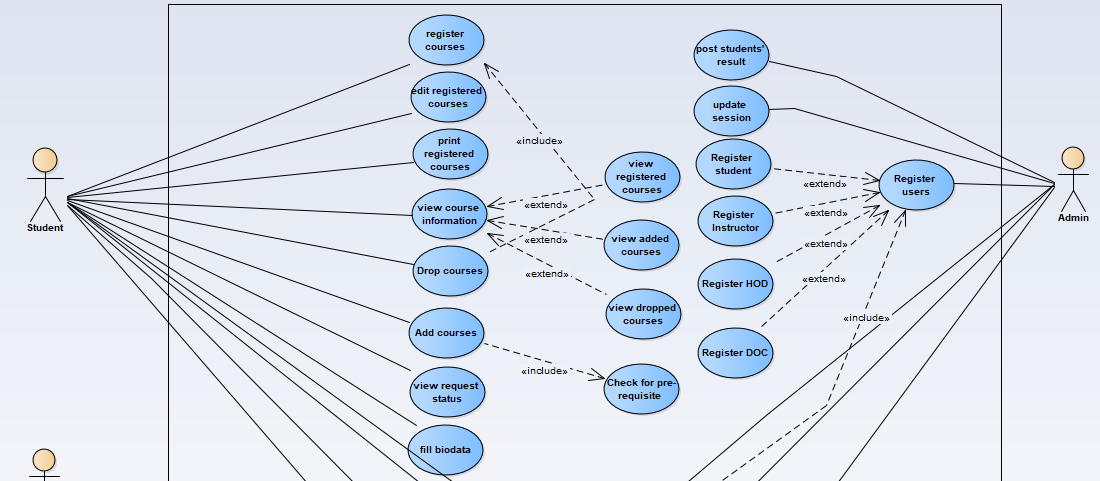 register
courses
edit registered
courses
print
registered
courses
view course
information
Drop courses
Add courses
view request
status
fill biodata
Student
«include»
«extend»
«extend»
«extend»
«include»
view
registered
courses
view added
courses
view dropped
courses
Check for pre-
requisite
post students'
result
update
session
Register
student
Register
Instructor
Register HOD
Register DOC
«extend»
«extend»
«extend»
«extend»
«include»
Register
users
Admin